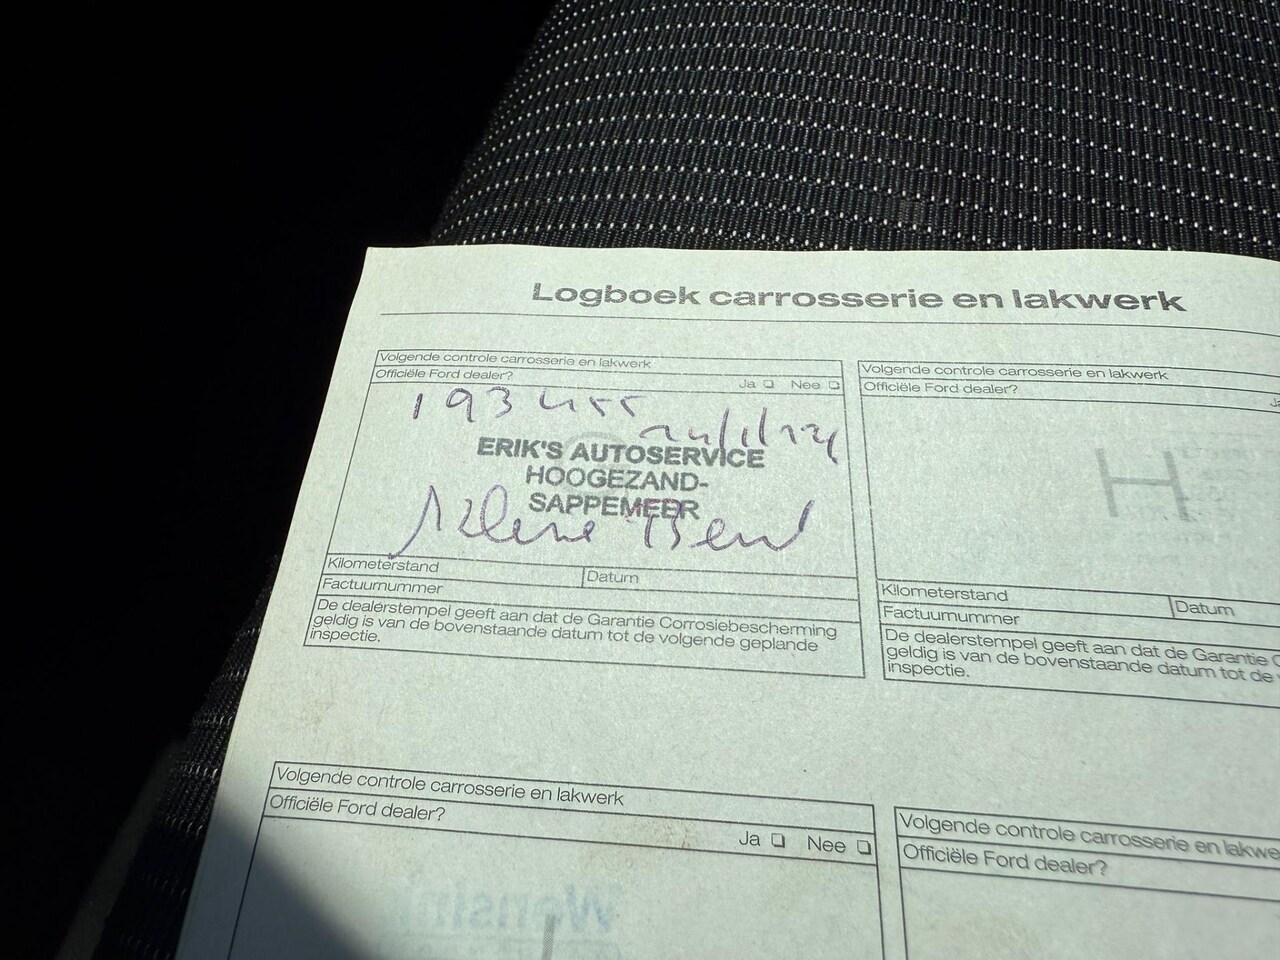 Logboek carrosserie en lakwerk
Volgende controle carrosserie en lakwerk
Officiële Ford dealer?
Ja ❏ Nee ❏
193455
24/1/24
ERIK'S AUTOSERVICE
HOOGEZAND-
SAPPEMEER
Kilometerstand Datum
Factuurnummer
De dealerstempel geeft aan dat de Garantie Corrosiebescherming
geldig is van de bovenstaande datum tot de volgende geplande
inspectie.
Volgende controle carrosserie en lakwerk
Officiële Ford dealer?
H
Kilometerstand Datum
Factuurnummer
De dealerstempel geeft aan dat de Garantie
geldig is van de bovenstaande datum tot de
inspectie.
Volgende controle carrosserie en lakwerk
Officiële Ford dealer?
Ja ❏ Nee ❏
Volgende controle carrosserie en lakwe
Officiële Ford dealer?